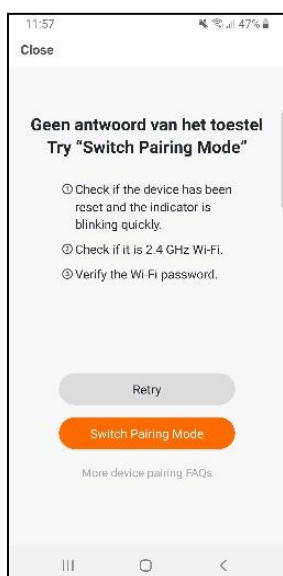 11:57 47%
Close
Geen antwoord van het toestel
Try “Switch Pairing Mode”
① Check if the device has been
reset and the indicator is
blinking quickly.
② Check if it is 2.4 GHz Wi-Fi.
③ Verify the Wi-Fi password.
Retry
Switch Pairing Mode
More device pairing FAQs